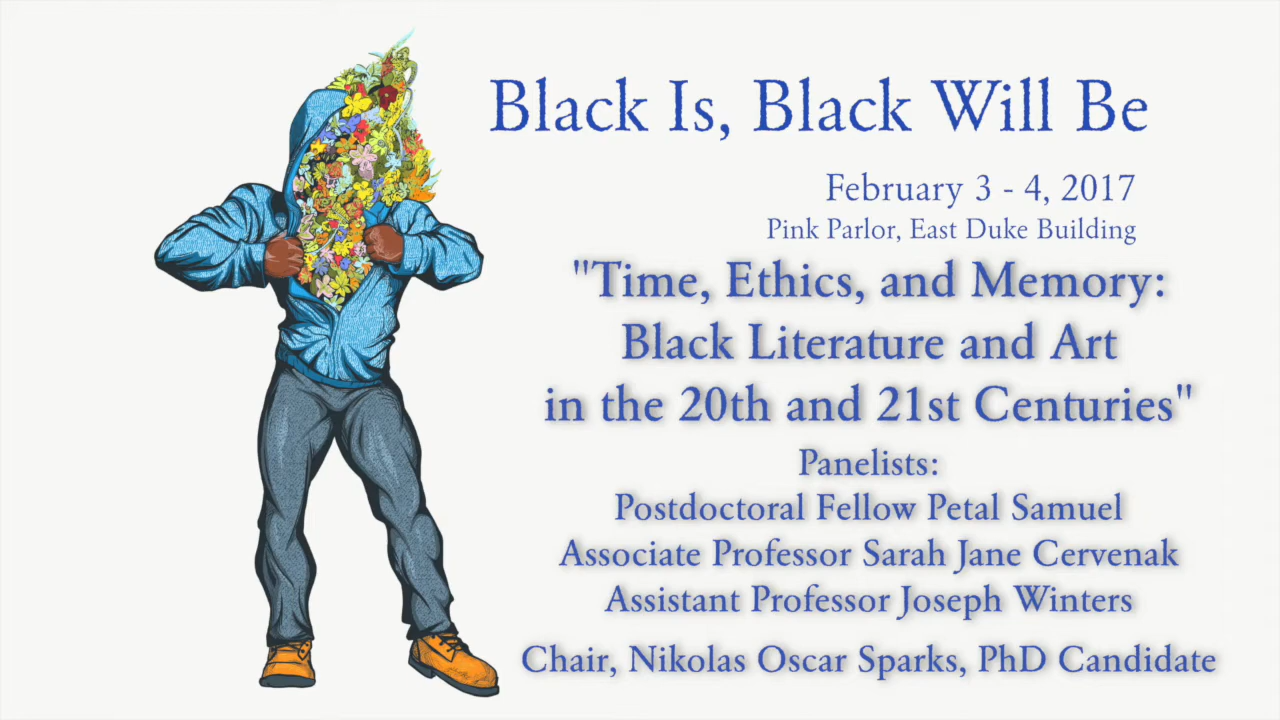 Black Is, Black Will Be
February 3 - 4, 2017
Pink Parlor, East Duke Building
"Time, Ethics, and Memory:
Black Literature and Art
in the 20th and 21st Centuries"
Panelists:
Postdoctoral Fellow Petal Samuel
Associate Professor Sarah Jane Cervenak
Assistant Professor Joseph Winters
Chair, Nikolas Oscar Sparks, PhD Candidate